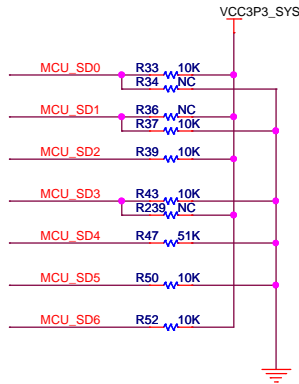 VCC3P3_SYS
MCU_SD0 R33 10K
R34 NC
MCU_SD1 R36 NC
R37 10K
MCU_SD2 R39 10K
MCU_SD3 R43 10K
R239 NC
MCU_SD4 R47 51K
MCU_SD5 R50 10K
MCU_SD6 R52 10K